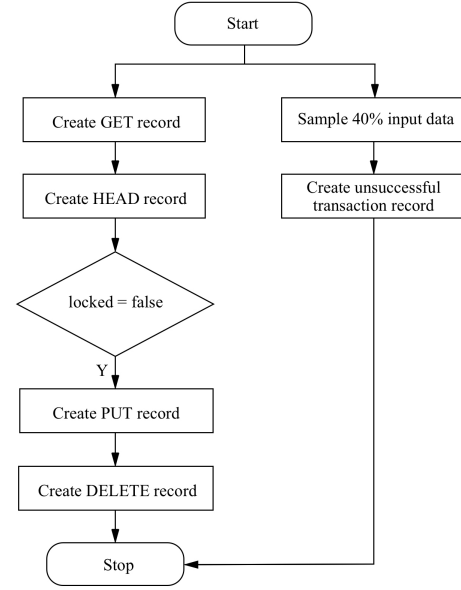 Start
Create GET record
Sample 40% input data
Create HEAD record
Create unsuccessful
transaction record
locked = false
Y
Create PUT record
Create DELETE record
Stop